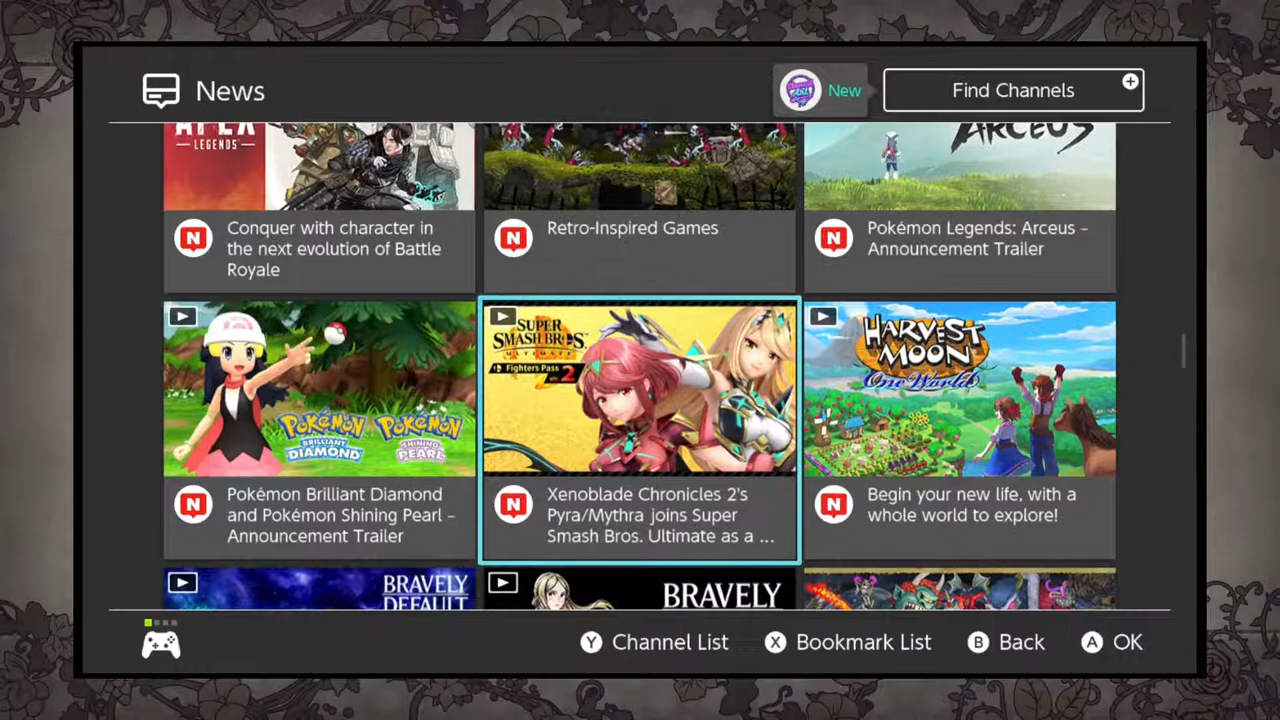 News
New
Find Channels
APEX
LEGENDS
ARCEUS
N
Conquer with character in
the next evolution of Battle
Royale
N
Retro-Inspired Games
N
Pokémon Legends: Arceus –
Announcement Trailer
Pokémon
BRILLIANT
DIAMOND
Pokémon
SHINING
PEARL
SUPER
SMASH BROS.
ULTIMATE
Fighters Pass
VOL. 2
HARVEST
MOON
One World
N
Pokémon Brilliant Diamond
and Pokémon Shining Pearl –
Announcement Trailer
N
Xenoblade Chronicles 2's
Pyra/Mythra joins Super
Smash Bros. Ultimate as a ...
N
Begin your new life, with a
whole world to explore!
BRAVELY
DEFAULT
BRAVELY
Y Channel List
X Bookmark List
B Back
A OK